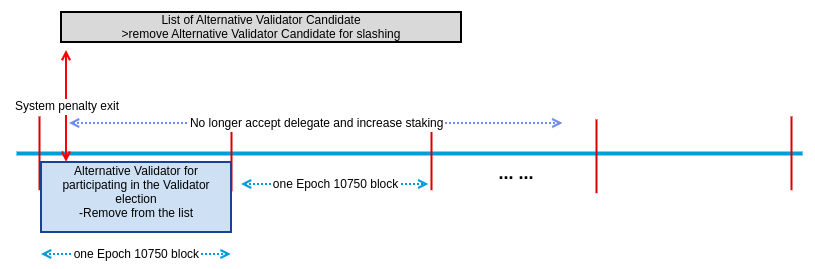 List of Alternative Validator Candidate
>remove Alternative Validator Candidate for slashing
System penalty exit
No longer accept delegate and increase staking
Alternative Validator for
participating in the Validator
election
-Remove from the list
one Epoch 10750 block
... ...
one Epoch 10750 block